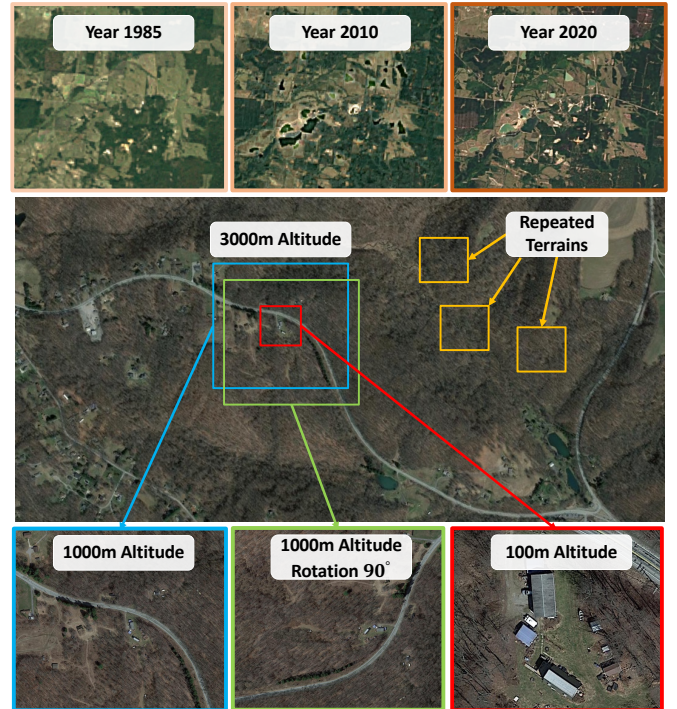 Year 1985
Year 2010
Year 2020
3000m Altitude
Repeated
Terrains
1000m Altitude
1000m Altitude
Rotation 90°
100m Altitude